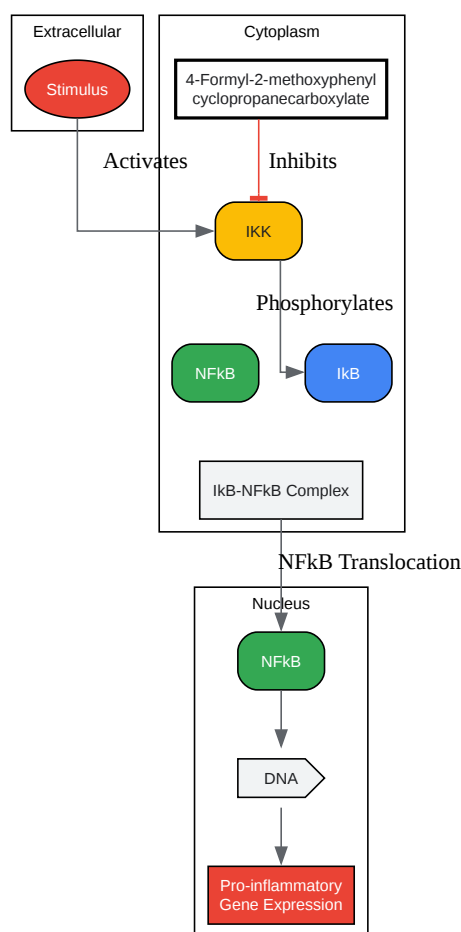 Extracellular
Cytoplasm
Stimulus
4-Formyl-2-methoxyphenyl
cyclopropanecarboxylate
Activates
Inhibits
IKK
Phosphorylates
NFkB
IkB
IkB-NFkB Complex
NFkB Translocation
Nucleus
NFkB
DNA
Pro-inflammatory
Gene Expression